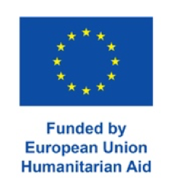 Funded by
European Union
Humanitarian Aid